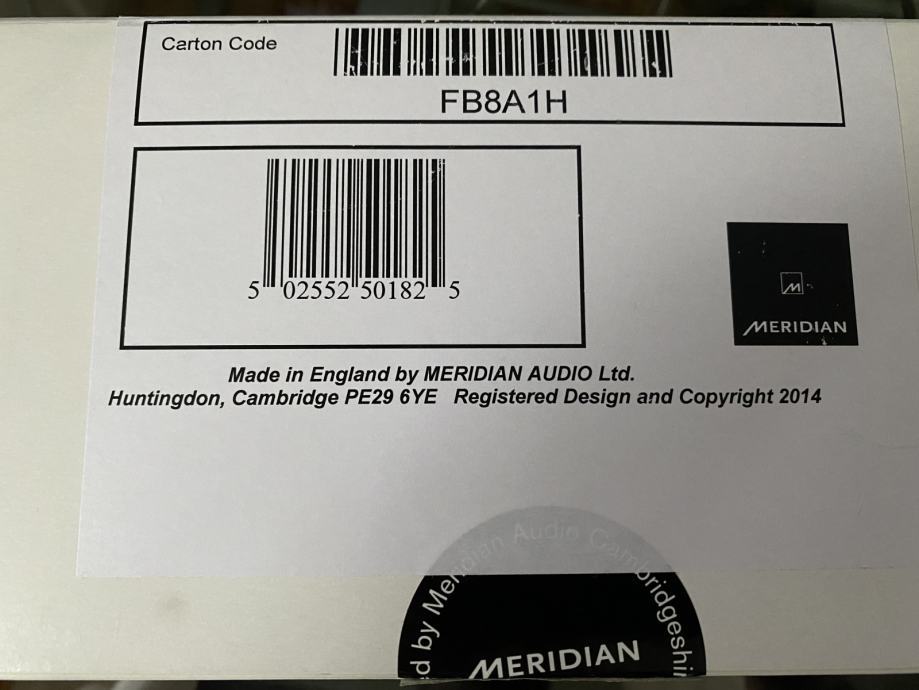 Carton Code
FB8A1H
5 02552 50182 5
MERIDIAN
Made in England by MERIDIAN AUDIO Ltd.
Huntingdon, Cambridge PE29 6YE Registered Design and Copyright 2014
by Meridian Audio
MERIDIAN